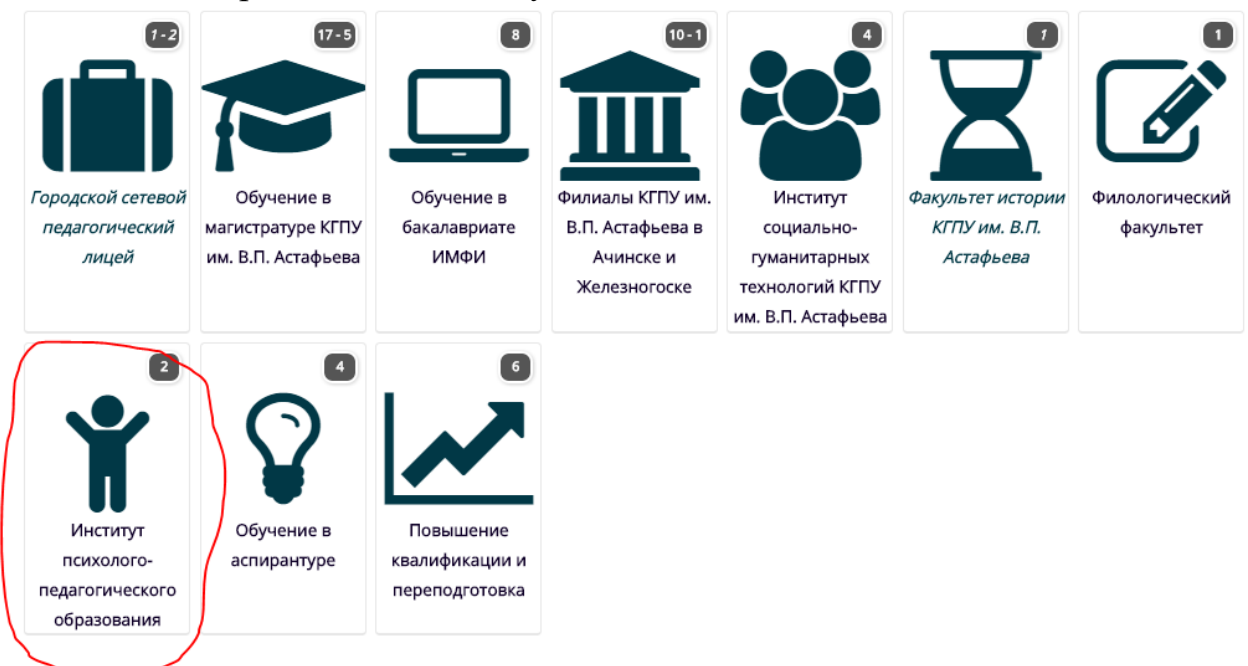 1 - 2
Городской сетевой
педагогический
лицей
17 - 5
Обучение в
магистратуре КГПУ
им. В.П. Астафьева
8
Обучение в
бакалавриате
ИМФИ
10 - 1
Филиалы КГПУ им.
В.П. Астафьева в
Ачинске и
Железногоске
4
Институт
социально-
гуманитарных
технологий КГПУ
им. В.П. Астафьева
1
Факультет истории
КГПУ им. В.П.
Астафьева
1
Филологический
факультет
2
Институт
психолого-
педагогического
образования
4
Обучение в
аспирантуре
6
Повышение
квалификации и
переподготовка